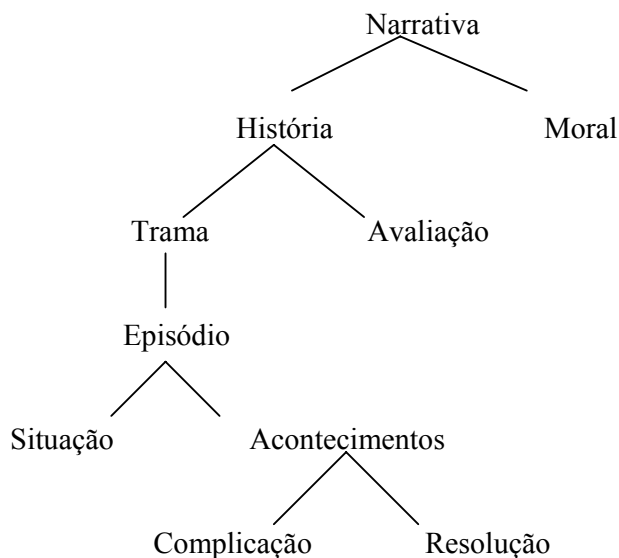 Narrativa
História Moral
Trama Avaliação
Episódio
Situação Acontecimentos
Complicação Resolução